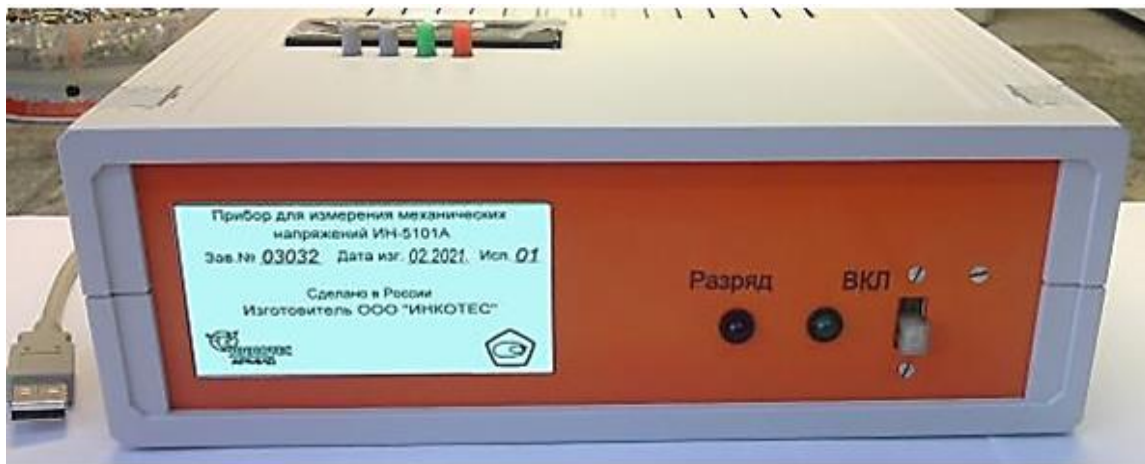 Прибор для измерения механических
напряжений ИН-5101А
Зав.№ 03032 Дата изг. 02.2021. Исп. 01
Сделано в России
Изготовитель ООО "ИНКОТЕС"
Разряд
ВКЛ